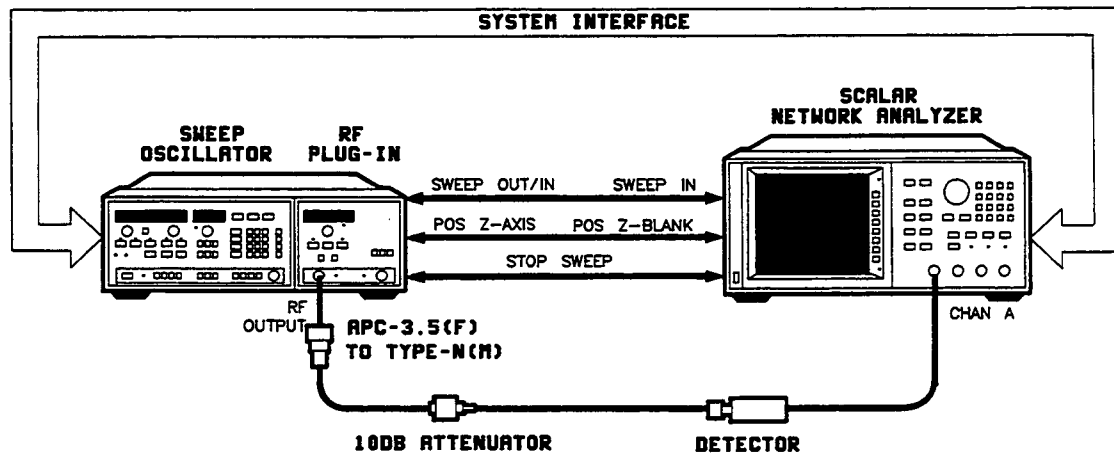 SYSTEM INTERFACE
SCALAR
NETWORK ANALYZER
SWEEP
OSCILLATOR
RF
PLUG-IN
SWEEP OUT/IN
SWEEP IN
POS Z-AXIS
POS Z-BLANK
STOP SWEEP
RF
OUTPUT
CHAN A
APC-3.5(F)
TO TYPE-N(M)
10DB ATTENUATOR
DETECTOR